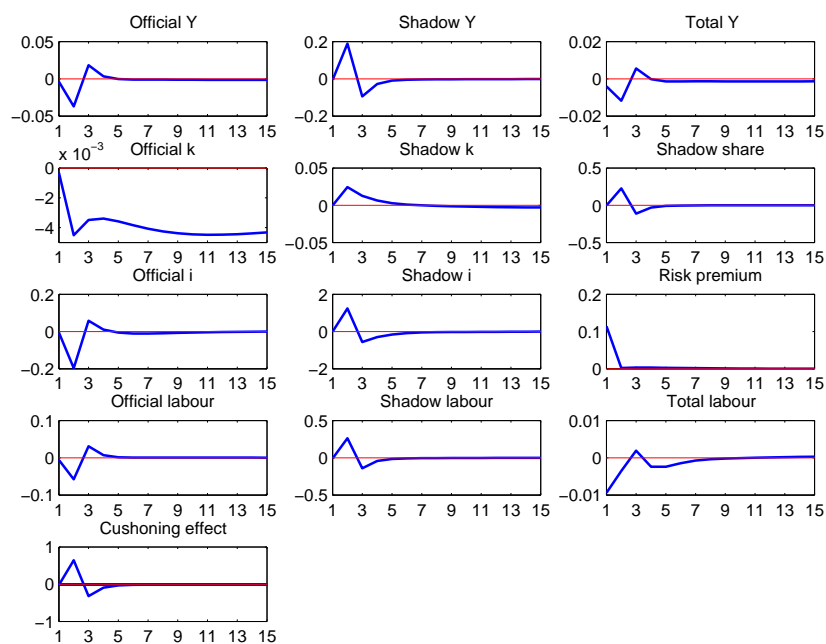 Official Y Shadow Y Total Y
0.05 0.2 0.02
0 0 0
−0.05 −0.2 −0.02
1 3 5 7 9 11 13 15 1 3 5 7 9 11 13 15 1 3 5 7 9 11 13 15
x 10−3 Official k Shadow k Shadow share
0 0.05 0.5
−2 0 0
−4 −0.05 −0.5
1 3 5 7 9 11 13 15 1 3 5 7 9 11 13 15 1 3 5 7 9 11 13 15
Official i Shadow i Risk premium
0.2 2 0.2
0 0 0.1
−0.2 −2 0
1 3 5 7 9 11 13 15 1 3 5 7 9 11 13 15 1 3 5 7 9 11 13 15
Official labour Shadow labour Total labour
0.1 0.5 0.01
0 0 0
−0.1 −0.5 −0.01
1 3 5 7 9 11 13 15 1 3 5 7 9 11 13 15 1 3 5 7 9 11 13 15
Cushoning effect
1
0
−1
1 3 5 7 9 11 13 15